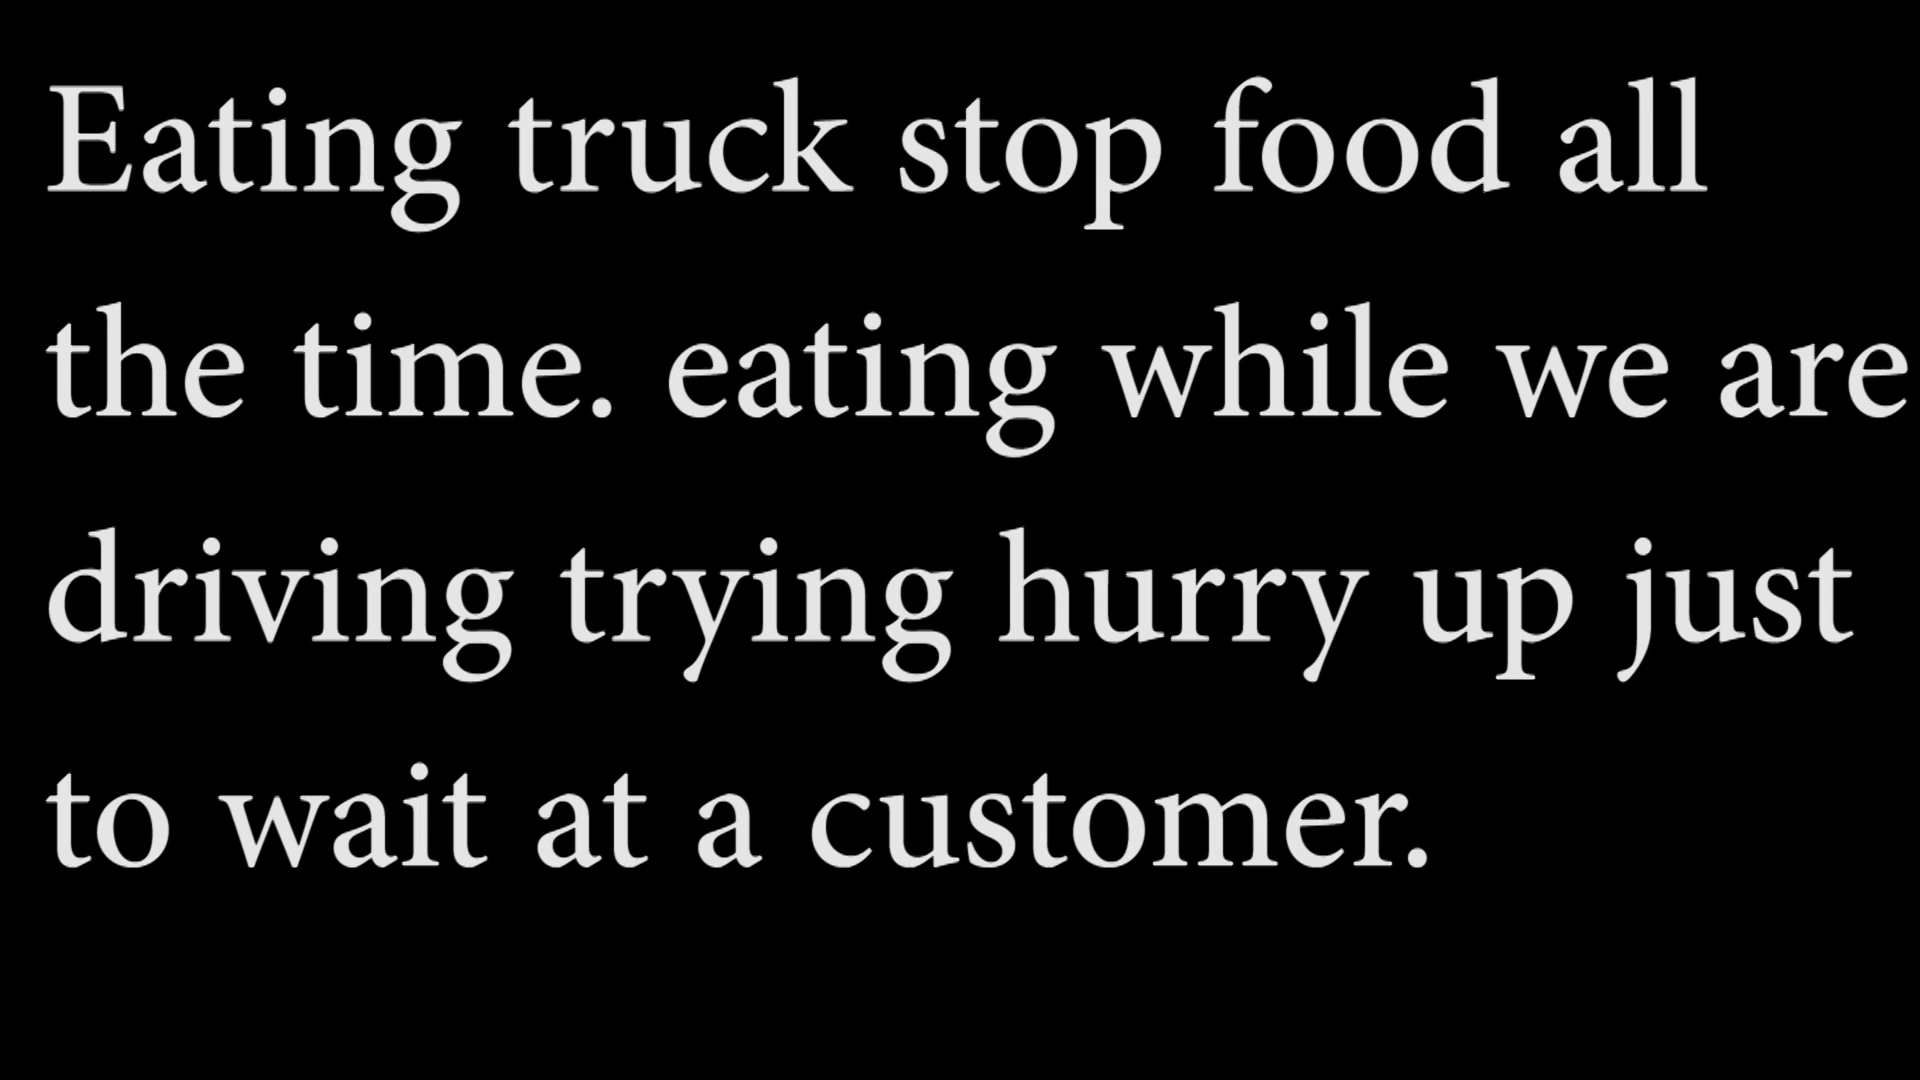 Eating truck stop food all
the time. eating while we are
driving trying hurry up just
to wait at a customer.